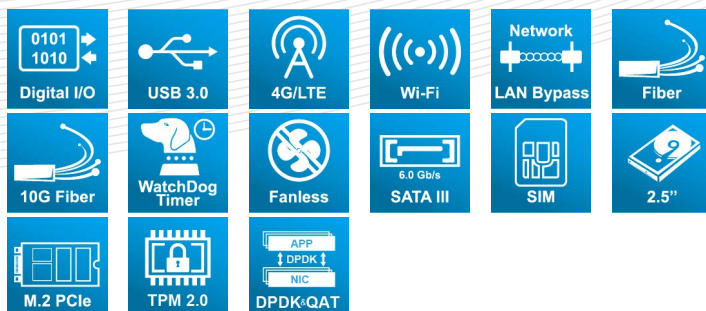 0101
1010
Digital I/O
USB 3.0
4G/LTE
Wi-Fi
Network
LAN Bypass
Fiber
10G Fiber
WatchDog
Timer
Fanless
6.0 Gb/s
SATA III
SIM
2.5”
M.2 PCIe
TPM 2.0
APP
DPDK
NIC
DPDK&QAT